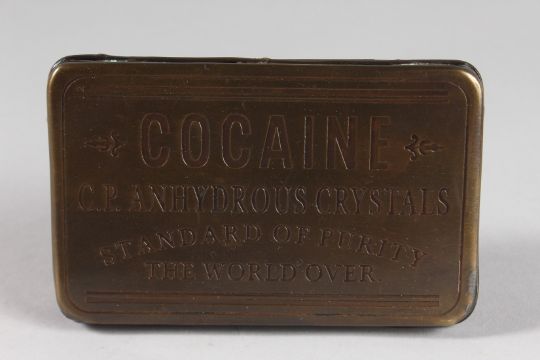 COCAINE
C.P. ANHYDROUS CRYSTALS
STANDARD OF PURITY
THE WORLD OVER.